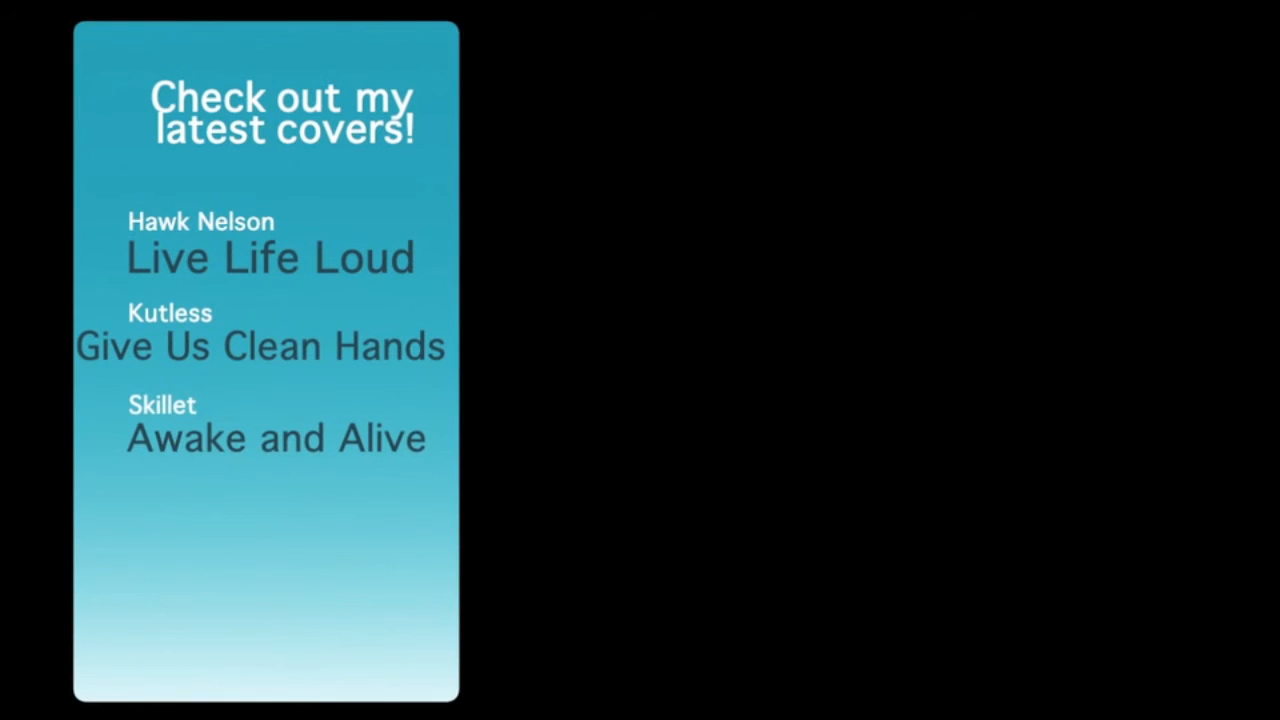 Check out my
latest covers!
Hawk Nelson
Live Life Loud
Kutless
Give Us Clean Hands
Skillet
Awake and Alive